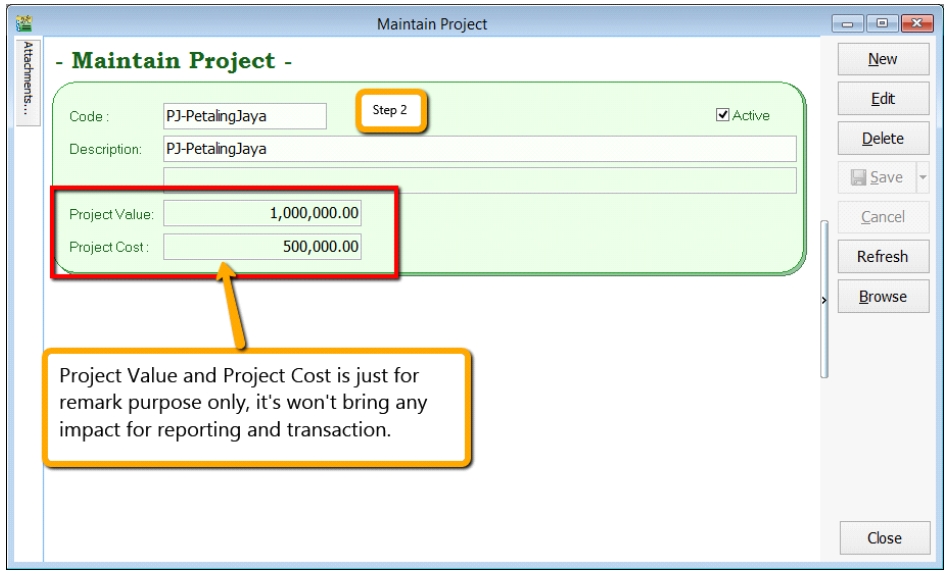 Maintain Project
Attachments...
- Maintain Project -
Code : PJ-PetalingJaya
Step 2
Active
Description: PJ-PetalingJaya
Project Value: 1,000,000.00
Project Cost : 500,000.00
Project Value and Project Cost is just for
remark purpose only, it's won't bring any
impact for reporting and transaction.
New
Edit
Delete
Save
Cancel
Refresh
Browse
Close